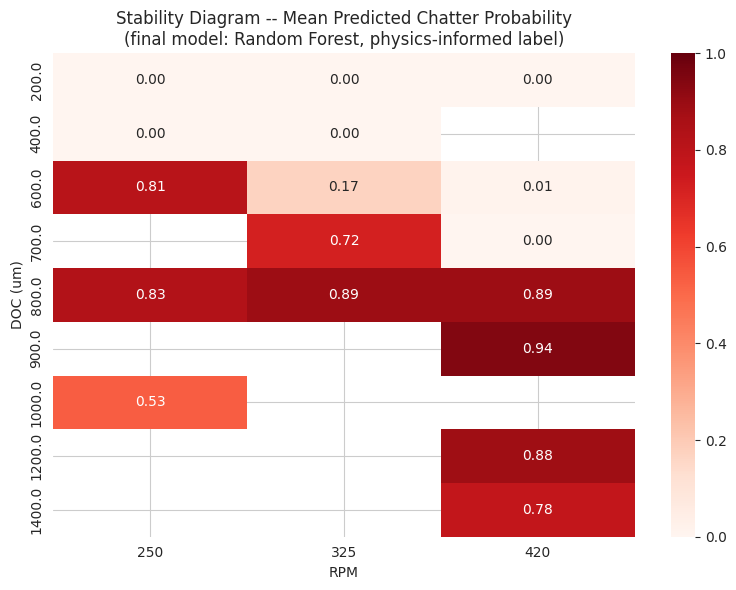 Stability Diagram -- Mean Predicted Chatter Probability
(final model: Random Forest, physics-informed label)
DOC (um)
200.0
0.00 0.00 0.00
400.0
0.00 0.00
600.0
0.81 0.17 0.01
700.0
0.72 0.00
800.0
0.83 0.89 0.89
900.0
0.94
1000.0
0.53
1200.0
0.88
1400.0
0.78
250 325 420
RPM
1.0
0.8
0.6
0.4
0.2
0.0